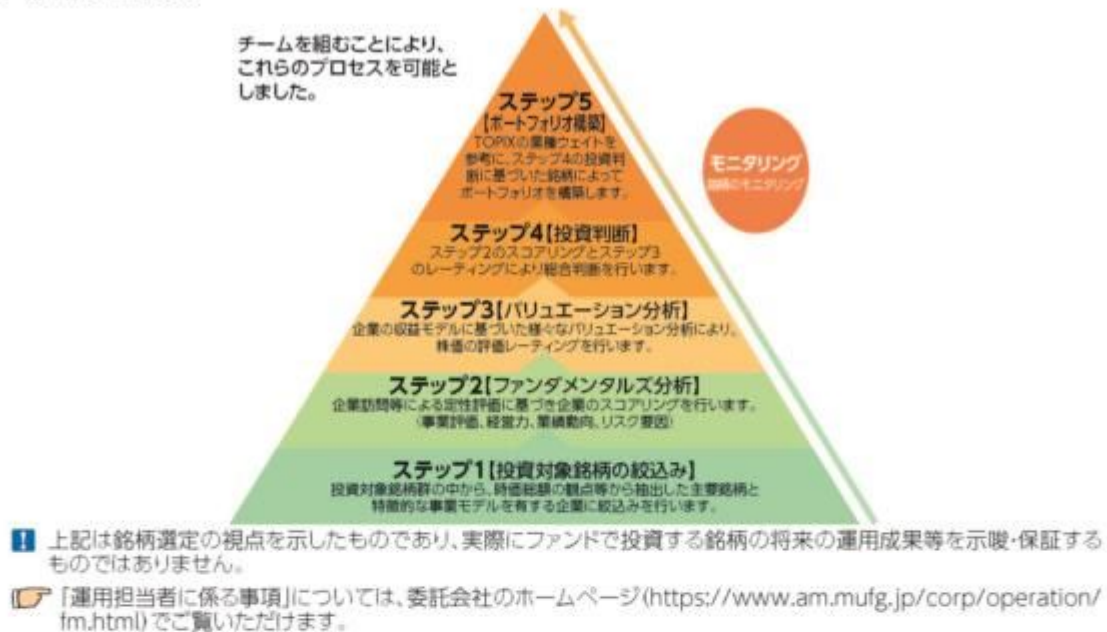 チームを組むことにより、
これらのプロセスを可能と
しました。
ステップ5
【ポートフォリオ構築】
TOPIXの業種ウェイトを
参考に、ステップ4の投資判
断に基づいた銘柄によって
ポートフォリオを構築します。
モニタリング
銘柄のモニタリング
ステップ4【投資判断】
ステップ2のスコアリングとステップ3
のレーティングにより総合判断を行います。
ステップ3【バリュエーション分析】
企業の収益モデルに基づいた様々なバリュエーション分析により、
株価の評価レーティングを行います。
ステップ2【ファンダメンタルズ分析】
企業訪問等による定性評価に基づき企業のスコアリングを行います。
(事業評価、経営力、業績動向、リスク要因)
ステップ1【投資対象銘柄の絞込み】
投資対象銘柄群の中から、時価総額の観点等から抽出した主要銘柄と
特徴的な事業モデルを有する企業に絞込みを行います。
! 上記は銘柄選定の視点を示したものであり、実際にファンドで投資する銘柄の将来の運用成果等を示唆・保証する
ものではありません。
「運用担当者に係る事項」については、委託会社のホームページ(https://www.am.mufg.jp/corp/operation/
fm.html)でご覧いただけます。